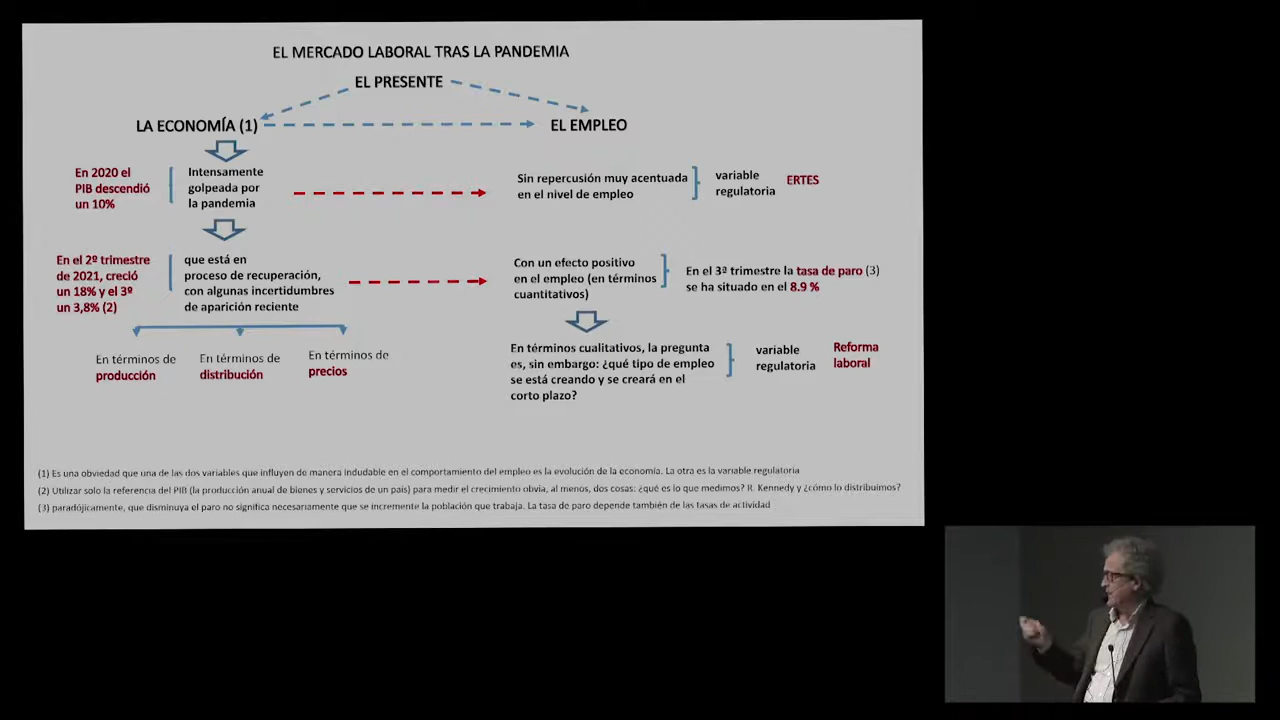 EL MERCADO LABORAL TRAS LA PANDEMIA
EL PRESENTE
LA ECONOMÍA (1)
EL EMPLEO
En 2020 el
PIB descendió
un 10%
Intensamente
golpeada por
la pandemia
Sin repercusión muy acentuada
en el nivel de empleo
variable
regulatoria
ERTES
En el 2º trimestre
de 2021, creció
un 18% y el 3º
un 3,8% (2)
que está en
proceso de recuperación,
con algunas incertidumbres
de aparición reciente
Con un efecto positivo
en el empleo (en términos
cuantitativos)
En el 3º trimestre la tasa de paro (3)
se ha situado en el 8.9 %
En términos de
producción
En términos de
distribución
En términos de
precios
En términos cualitativos, la pregunta
es, sin embargo: ¿qué tipo de empleo
se está creando y se creará en el
corto plazo?
variable
regulatoria
Reforma
laboral
(1) Es una obviedad que una de las dos variables que influyen de manera indudable en el comportamiento del empleo es la evolución de la economía. La otra es la variable regulatoria
(2) Utilizar solo la referencia del PIB (la producción anual de bienes y servicios de un país) para medir el crecimiento obvia, al menos, dos cosas: ¿qué es lo que medimos? R. Kennedy y ¿cómo lo distribuimos?
(3) paradójicamente, que disminuya el paro no significa necesariamente que se incremente la población que trabaja. La tasa de paro depende también de las tasas de actividad